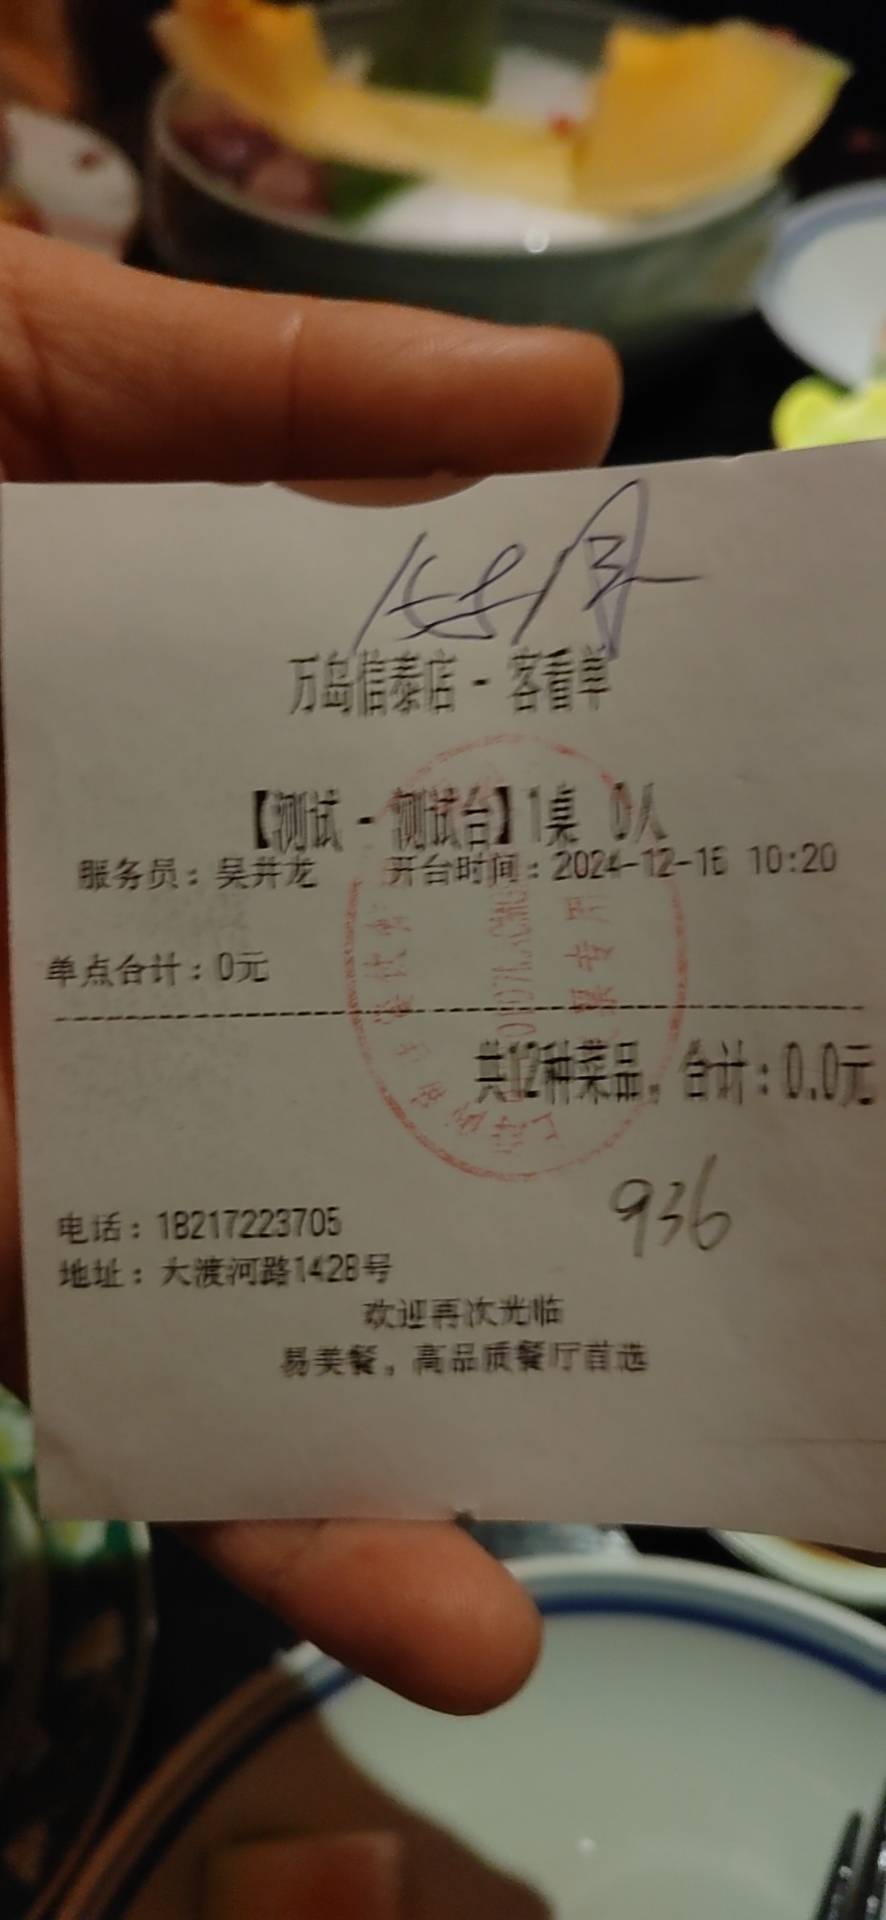 万岛信泰店 - 客看单
【测试 - 测试台】1桌 0人
服务员：吴井龙 开台时间：2024-12-16 10:20
单点合计：0元
共12种菜品，合计：0.0元
936
电话：18217223705
地址：大渡河路1428号
欢迎再次光临
易美餐，高品质餐厅首选